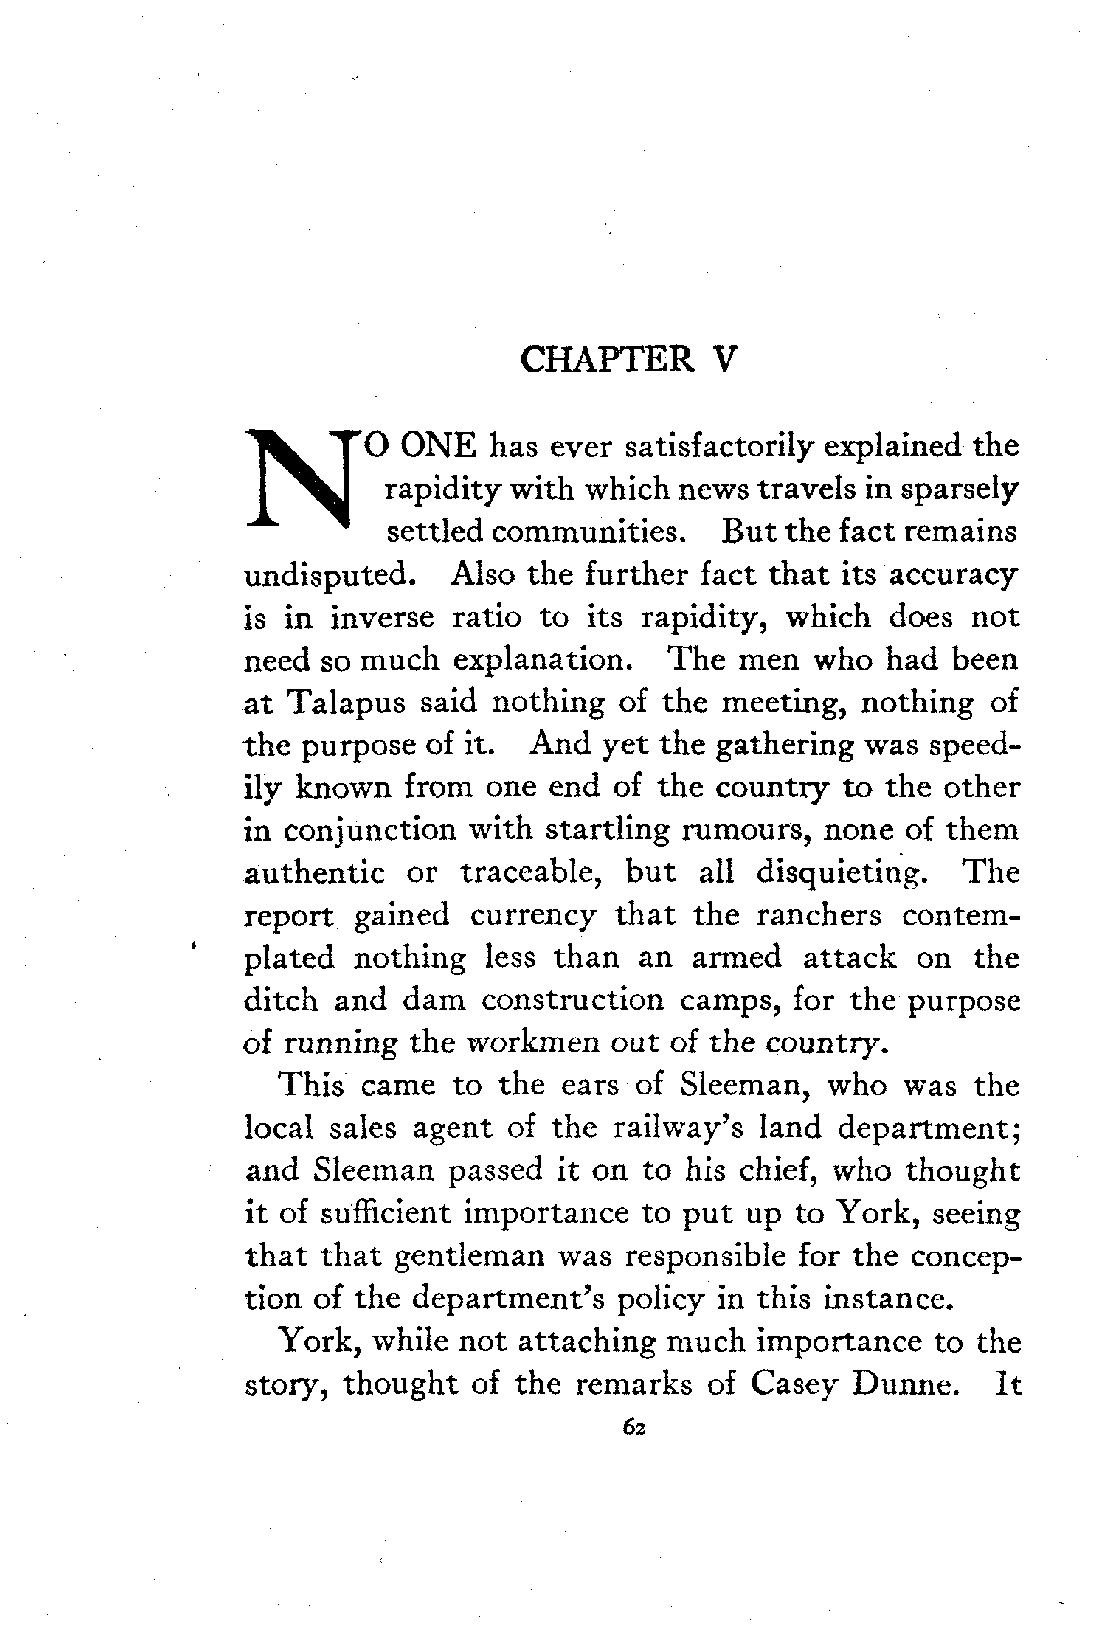 CHAPTER V
NO ONE has ever satisfactorily explained the
rapidity with which news travels in sparsely
settled communities. But the fact remains
undisputed. Also the further fact that its accuracy
is in inverse ratio to its rapidity, which does not
need so much explanation. The men who had been
at Talapus said nothing of the meeting, nothing of
the purpose of it. And yet the gathering was speed-
ily known from one end of the country to the other
in conjunction with startling rumours, none of them
authentic or traceable, but all disquieting. The
report gained currency that the ranchers contem-
plated nothing less than an armed attack on the
ditch and dam construction camps, for the purpose
of running the workmen out of the country.
This came to the ears of Sleeman, who was the
local sales agent of the railway's land department;
and Sleeman passed it on to his chief, who thought
it of sufficient importance to put up to York, seeing
that that gentleman was responsible for the concep-
tion of the department's policy in this instance.
York, while not attaching much importance to the
story, thought of the remarks of Casey Dunne. It
62